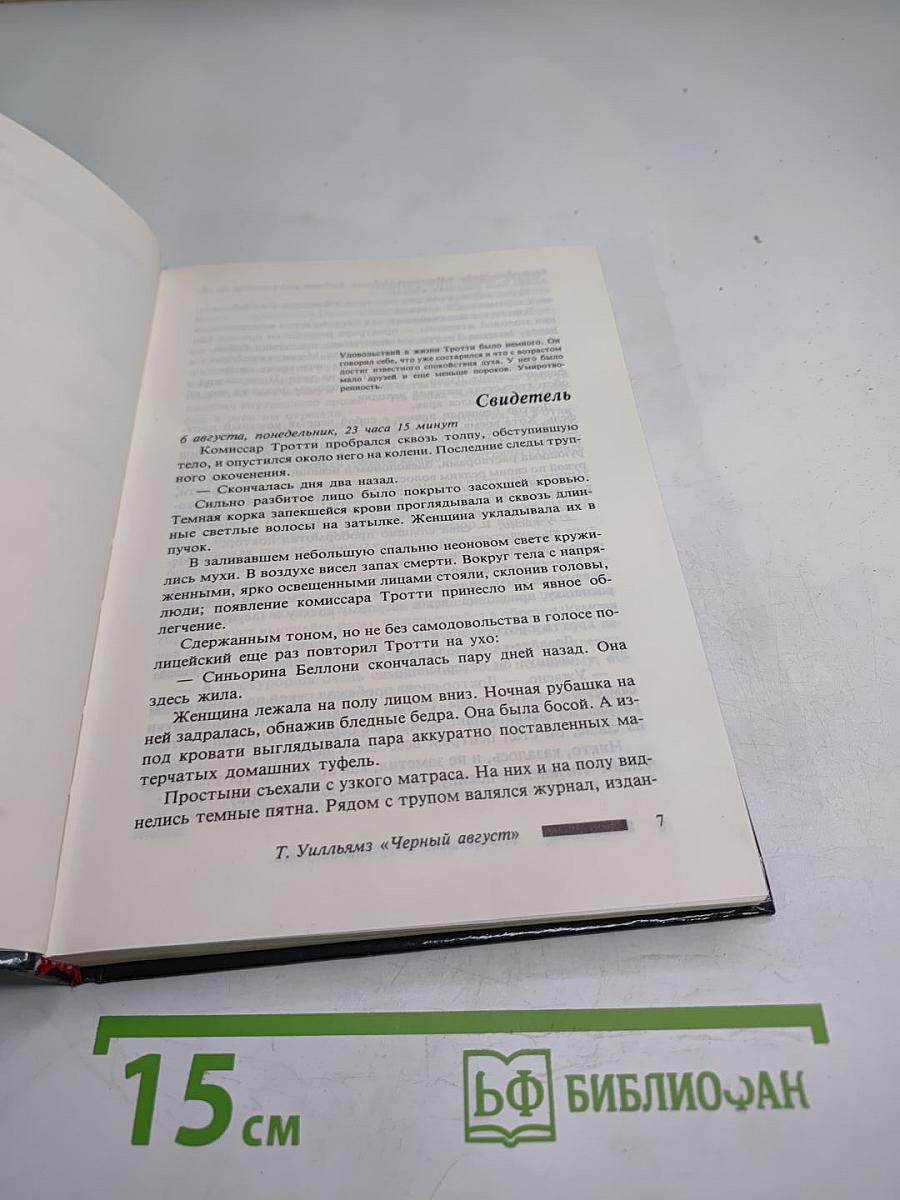 Удовольствий в жизни Тротти было немного. Он
говорил себе, что уже состарился и что с возрастом
достиг известного спокойствия духа. У него было
мало друзей и еще меньше пороков. Умиротво-
ренность.
Свидетель
6 августа, понедельник, 23 часа 15 минут
Комиссар Тротти пробрался сквозь толпу, обступившую
тело, и опустился около него на колени. Последние следы труп-
ного окоченения.
— Скончалась дня два назад.
Сильно разбитое лицо было покрыто засохшей кровью.
Темная корка запекшейся крови проглядывала и сквозь длин-
ные светлые волосы на затылке. Женщина укладывала их в
пучок.
В заливавшем небольшую спальню неоновом свете кружи-
лись мухи. В воздухе висел запах смерти. Вокруг тела с напря-
женными, ярко освещенными лицами стояли, склонив головы,
люди; появление комиссара Тротти принесло им явное об-
легчение.
Сдержанным тоном, но не без самодовольства в голосе по-
лицейский еще раз повторил Тротти на ухо:
— Синьорина Беллони скончалась пару дней назад. Она
здесь жила.
Женщина лежала на полу лицом вниз. Ночная рубашка на
ней задралась, обнажив бледные бедра. Она была босой. А из-
под кровати выглядывала пара аккуратно поставленных ма-
терчатых домашних туфель.
Простыни съехали с узкого матраса. На них и на полу вид-
нелись темные пятна. Рядом с трупом валялся журнал, издан-
Т. Уилльямз «Черный август» 7
15 см
БФ БИБЛИОФАН